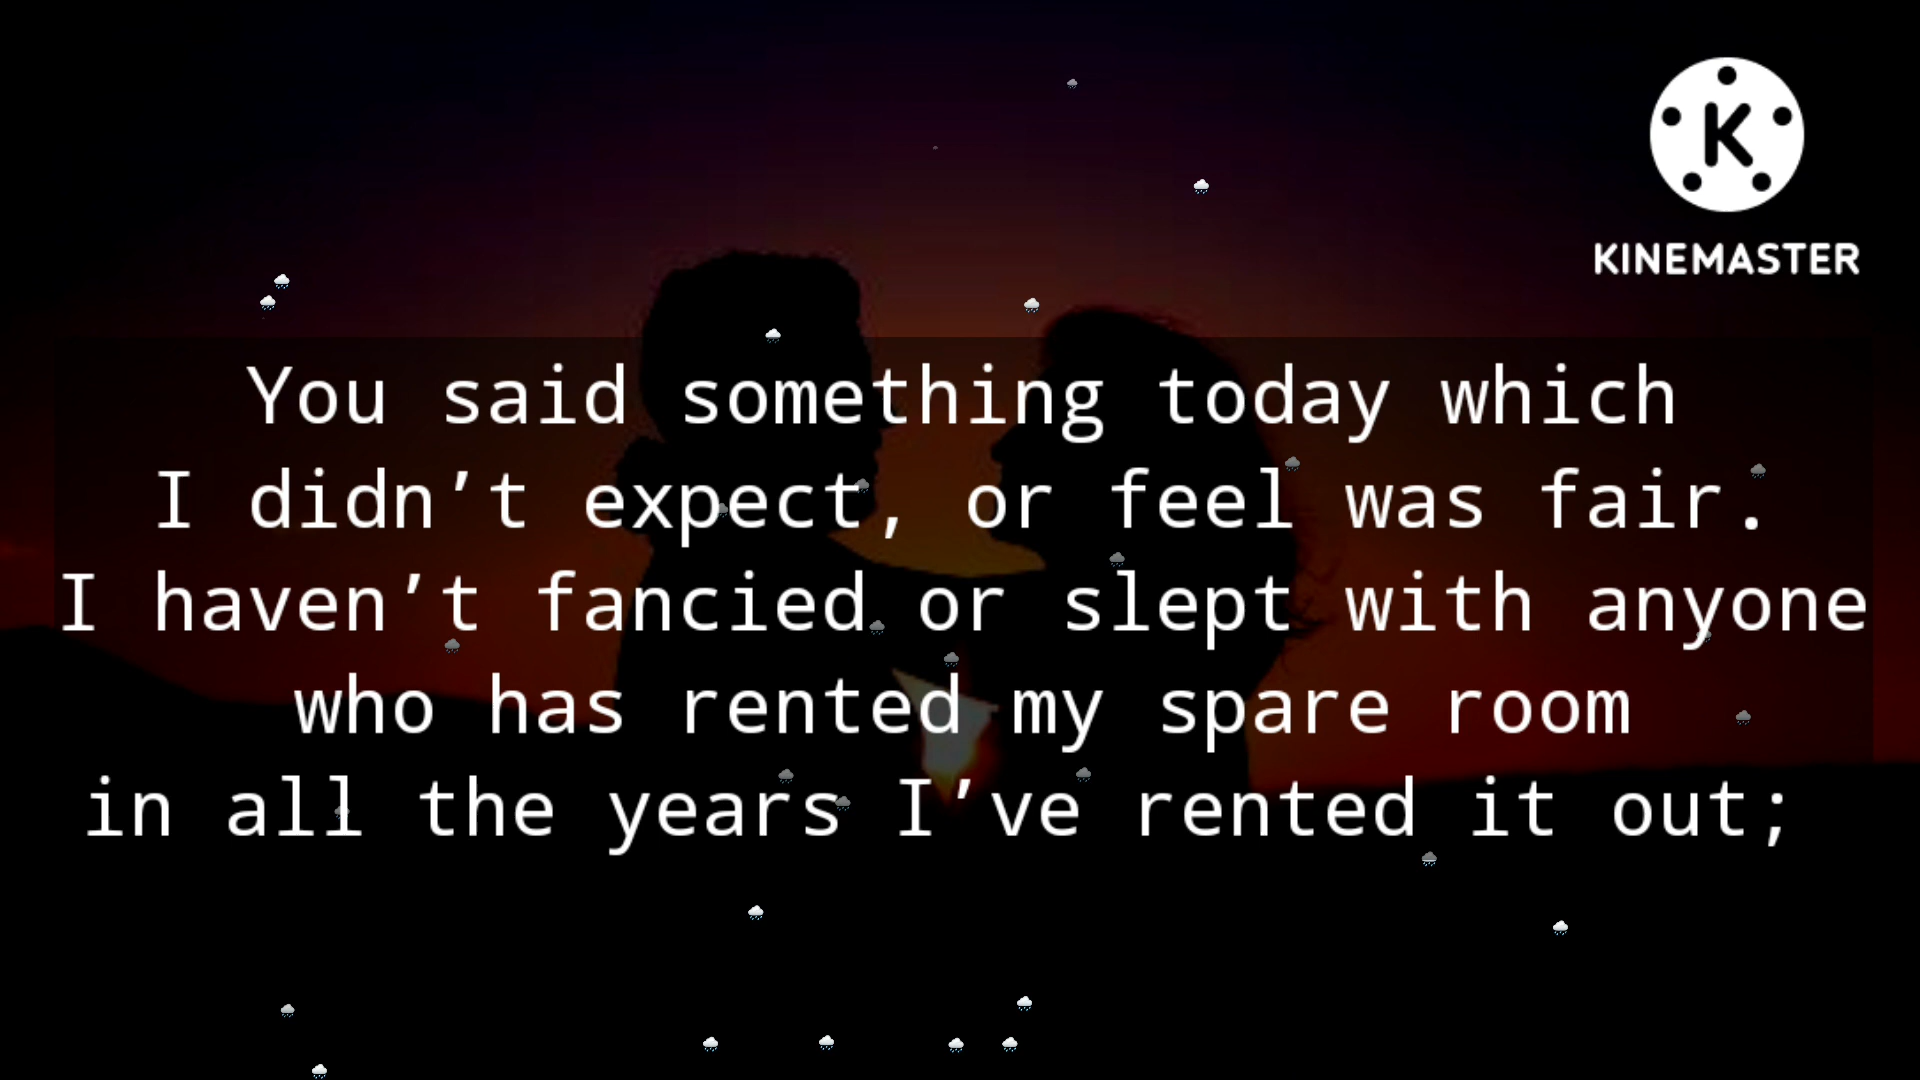 K
KINEMASTER
You said something today which
I didn’t expect, or feel was fair.
I haven’t fancied or slept with anyone
who has rented my spare room
in all the years I’ve rented it out;